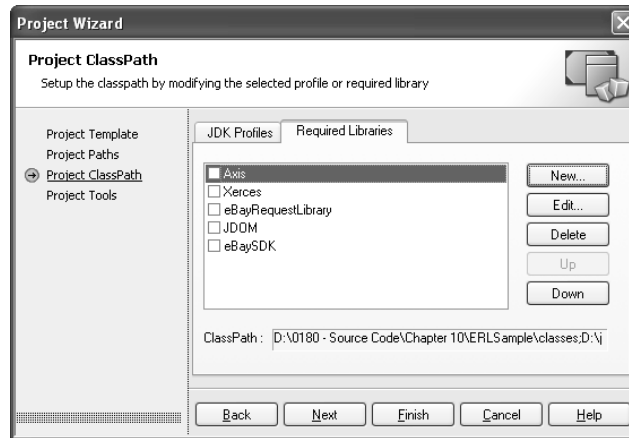 Project Wizard
Project ClassPath
Setup the classpath by modifying the selected profile or required library
Project Template
Project Paths
Project ClassPath
Project Tools
JDK Profiles
Required Libraries
Axis
Xerces
eBayRequestLibrary
JDOM
eBaySDK
New...
Edit...
Delete
Up
Down
ClassPath : D:\0180 - Source Code\Chapter 10\ERLSample\classes;D:\j
Back
Next
Finish
Cancel
Help